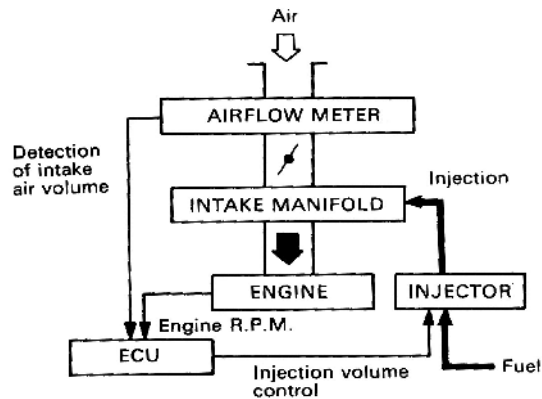 Air
AIRFLOW METER
Detection
of intake
air volume
Injection
INTAKE MANIFOLD
ENGINE
INJECTOR
Engine R.P.M.
ECU
Fuel
Injection volume
control